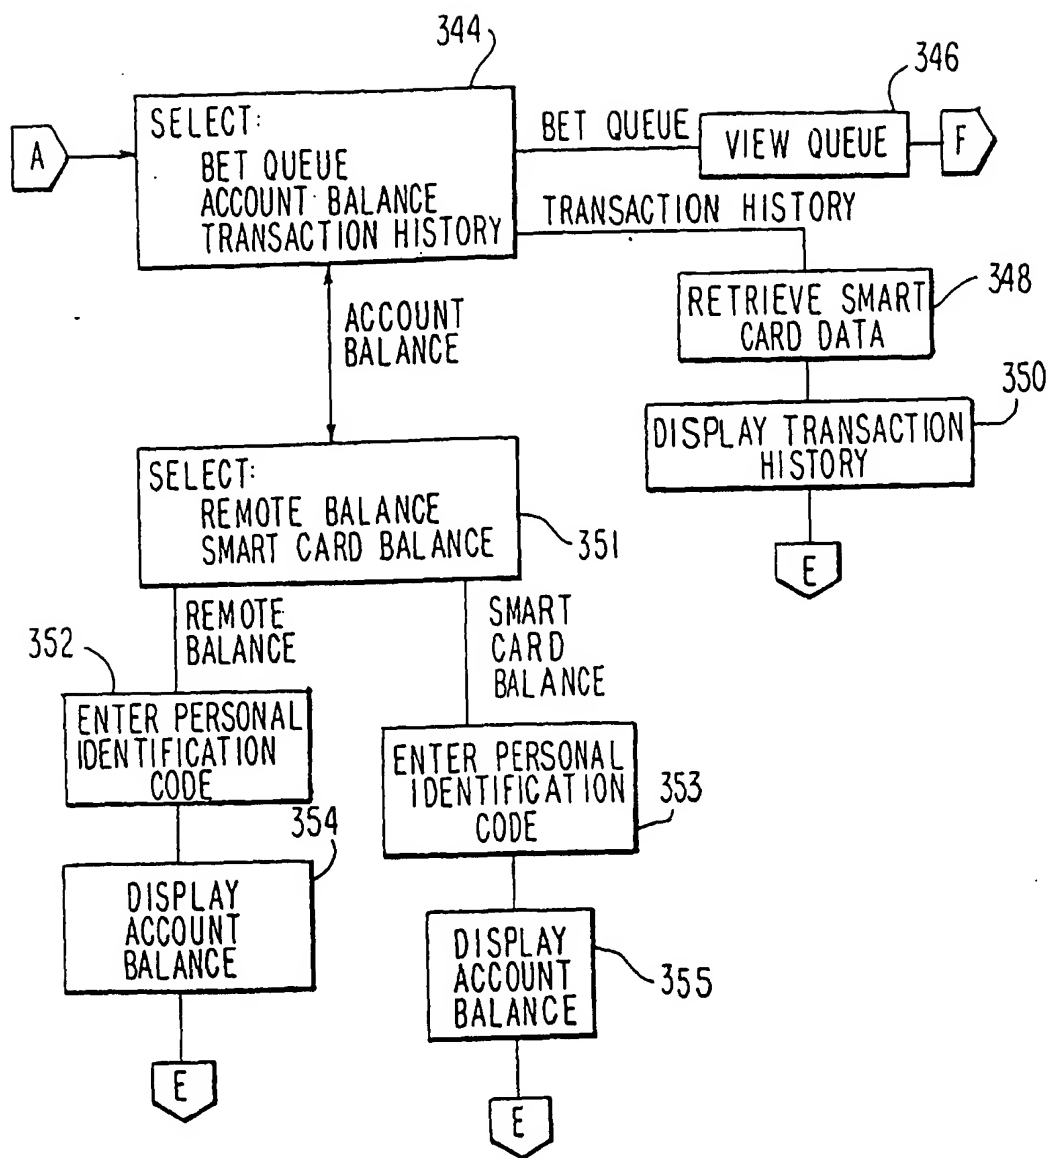 344
346
A
SELECT:
BET QUEUE
ACCOUNT BALANCE
TRANSACTION HISTORY
BET QUEUE
VIEW QUEUE
F
TRANSACTION HISTORY
348
RETRIEVE SMART
CARD DATA
350
DISPLAY TRANSACTION
HISTORY
E
ACCOUNT
BALANCE
SELECT:
REMOTE BALANCE
SMART CARD BALANCE
351
REMOTE
BALANCE
352
ENTER PERSONAL
IDENTIFICATION
CODE
354
DISPLAY
ACCOUNT
BALANCE
E
SMART
CARD
BALANCE
ENTER PERSONAL
IDENTIFICATION
CODE
353
DISPLAY
ACCOUNT
BALANCE
355
E